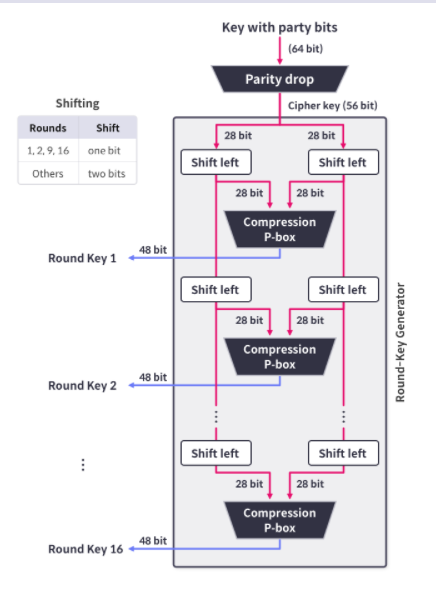 Key with party bits
(64 bit)
Parity drop
Cipher key (56 bit)
Shifting
Rounds Shift
1, 2, 9, 16 one bit
Others two bits
28 bit 28 bit
Shift left Shift left
28 bit 28 bit
Compression
P-box
48 bit
Round Key 1
Shift left Shift left
28 bit 28 bit
Compression
P-box
48 bit
Round Key 2
Round-Key Generator
Shift left Shift left
28 bit 28 bit
Compression
P-box
48 bit
Round Key 16